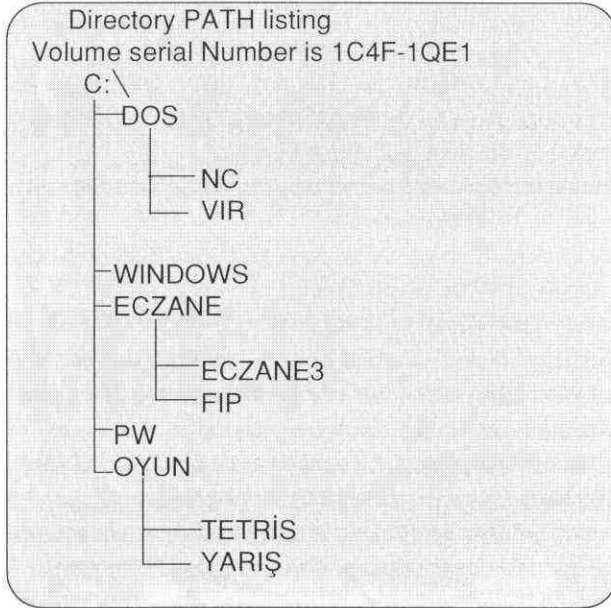 Directory PATH listing
Volume serial Number is 1C4F-1QE1
C:\
DOS
NC
VIR
WINDOWS
ECZANE
ECZANE3
FIP
PW
OYUN
TETRİS
YARIŞ